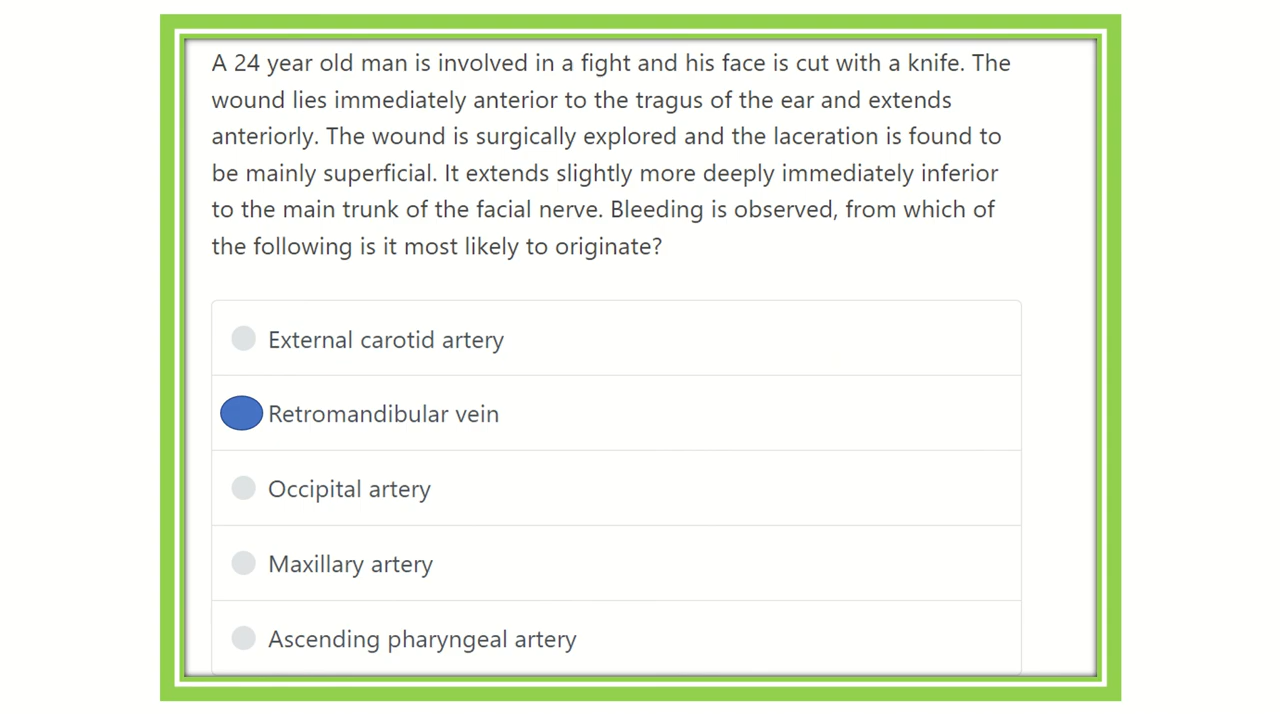 A 24 year old man is involved in a fight and his face is cut with a knife. The
wound lies immediately anterior to the tragus of the ear and extends
anteriorly. The wound is surgically explored and the laceration is found to
be mainly superficial. It extends slightly more deeply immediately inferior
to the main trunk of the facial nerve. Bleeding is observed, from which of
the following is it most likely to originate?
External carotid artery
Retromandibular vein
Occipital artery
Maxillary artery
Ascending pharyngeal artery